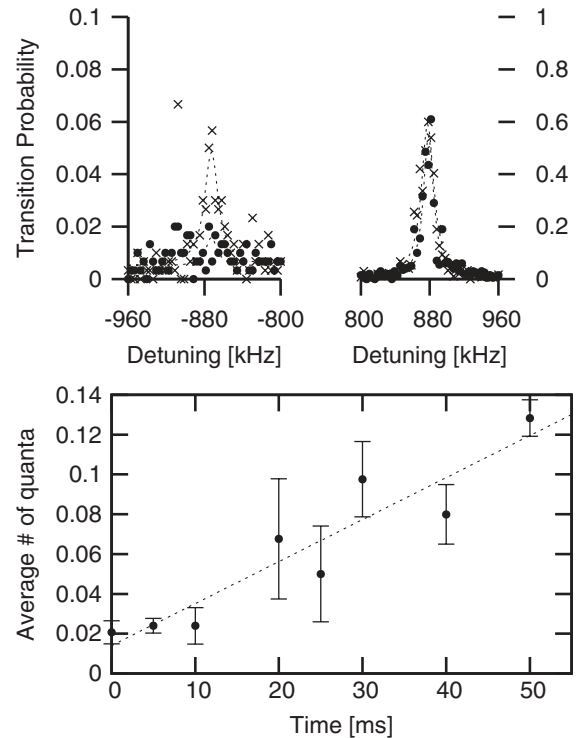 0.1
0.08
0.06
0.04
0.02
0
Transition Probability
-960 -880 -800
Detuning [kHz]
1
0.8
0.6
0.4
0.2
0
800 880 960
Detuning [kHz]
0.14
0.12
0.1
0.08
0.06
0.04
0.02
0
Average # of quanta
0 10 20 30 40 50
Time [ms]